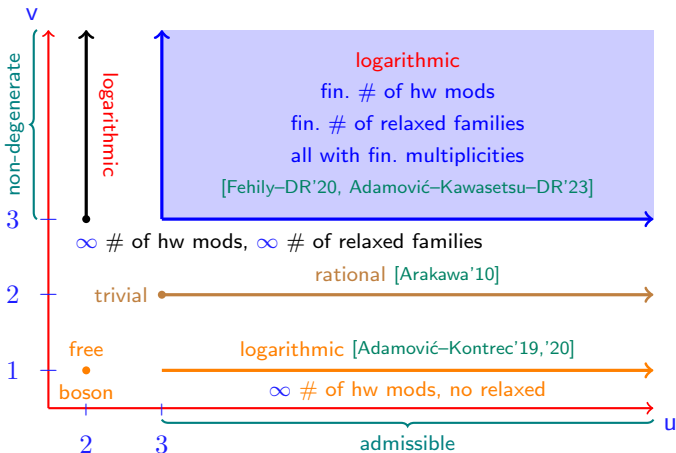 v
non-degenerate
logarithmic
logarithmic
fin. # of hw mods
fin. # of relaxed families
all with fin. multiplicities
[Fehily–DR'20, Adamović–Kawasetsu–DR'23]
3
∞ # of hw mods, ∞ # of relaxed families
rational [Arakawa'10]
2
trivial
free
logarithmic [Adamović–Kontrec'19,'20]
1
boson
∞ # of hw mods, no relaxed
u
2
3
admissible